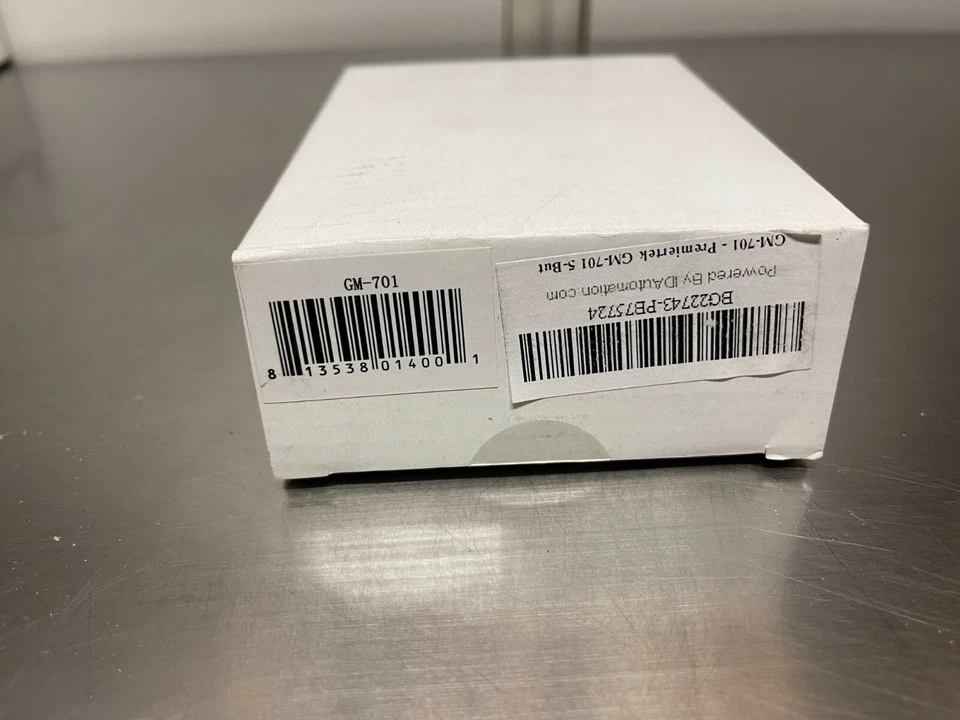 GM-701
8 13538 01400 1
GM-701 - Premiertek GM-701 5-But
Powered By IDAutomation.com
BG22743-PB75724